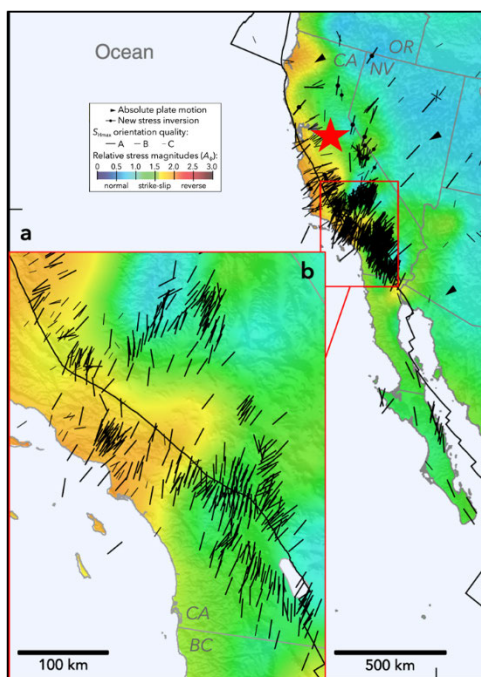 Ocean
OR
CA
NV
Absolute plate motion
New stress inversion
SHmax orientation quality:
A B C
Relative stress magnitudes (Aϕ):
0.0 0.5 1.0 1.5 2.0 2.5 3.0
normal strike-slip reverse
a
b
CA
BC
100 km
500 km